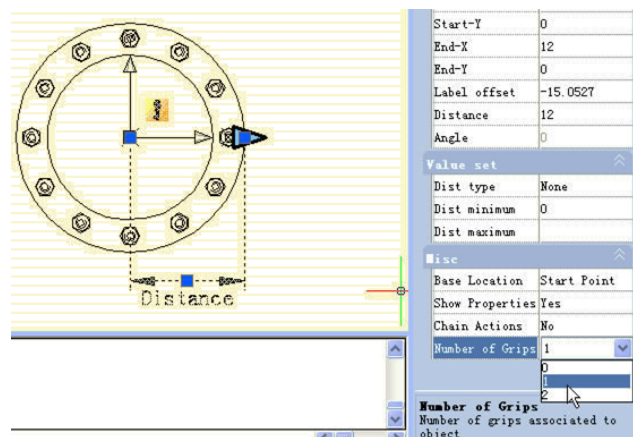 Distance
Start-Y 0
End-X 12
End-Y 0
Label offset -15.0527
Distance 12
Angle 0
Value set
Dist type None
Dist minimum 0
Dist maximum
Misc
Base Location Start Point
Show Properties Yes
Chain Actions No
Number of Grips 1
0
1
2
Number of Grips
Number of grips associated to
object